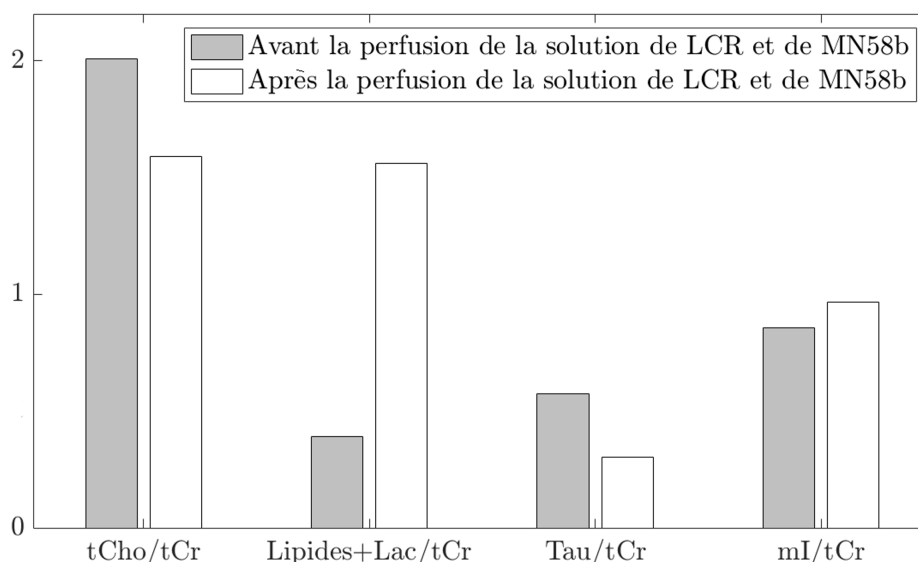 Avant la perfusion de la solution de LCR et de MN58b
Après la perfusion de la solution de LCR et de MN58b
2
1
0
tCho/tCr Lipides+Lac/tCr Tau/tCr mI/tCr